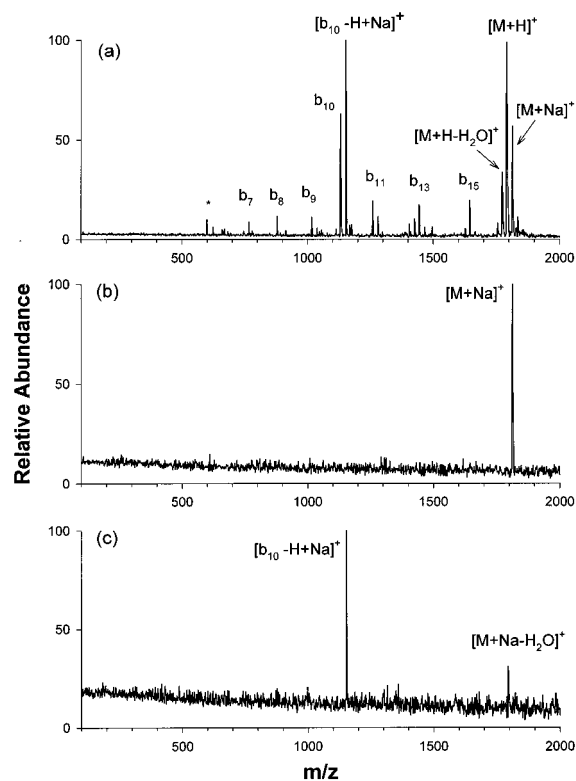 [b10 -H+Na]+
[M+H]+
100
(a)
b10
[M+Na]+
[M+H-H2O]+
50
*
b7
b8
b9
b11
b13
b15
0
500
1000
1500
2000
100
(b)
[M+Na]+
50
0
500
1000
1500
2000
100
(c)
[b10 -H+Na]+
[M+Na-H2O]+
50
0
500
1000
1500
2000
Relative Abundance
m/z